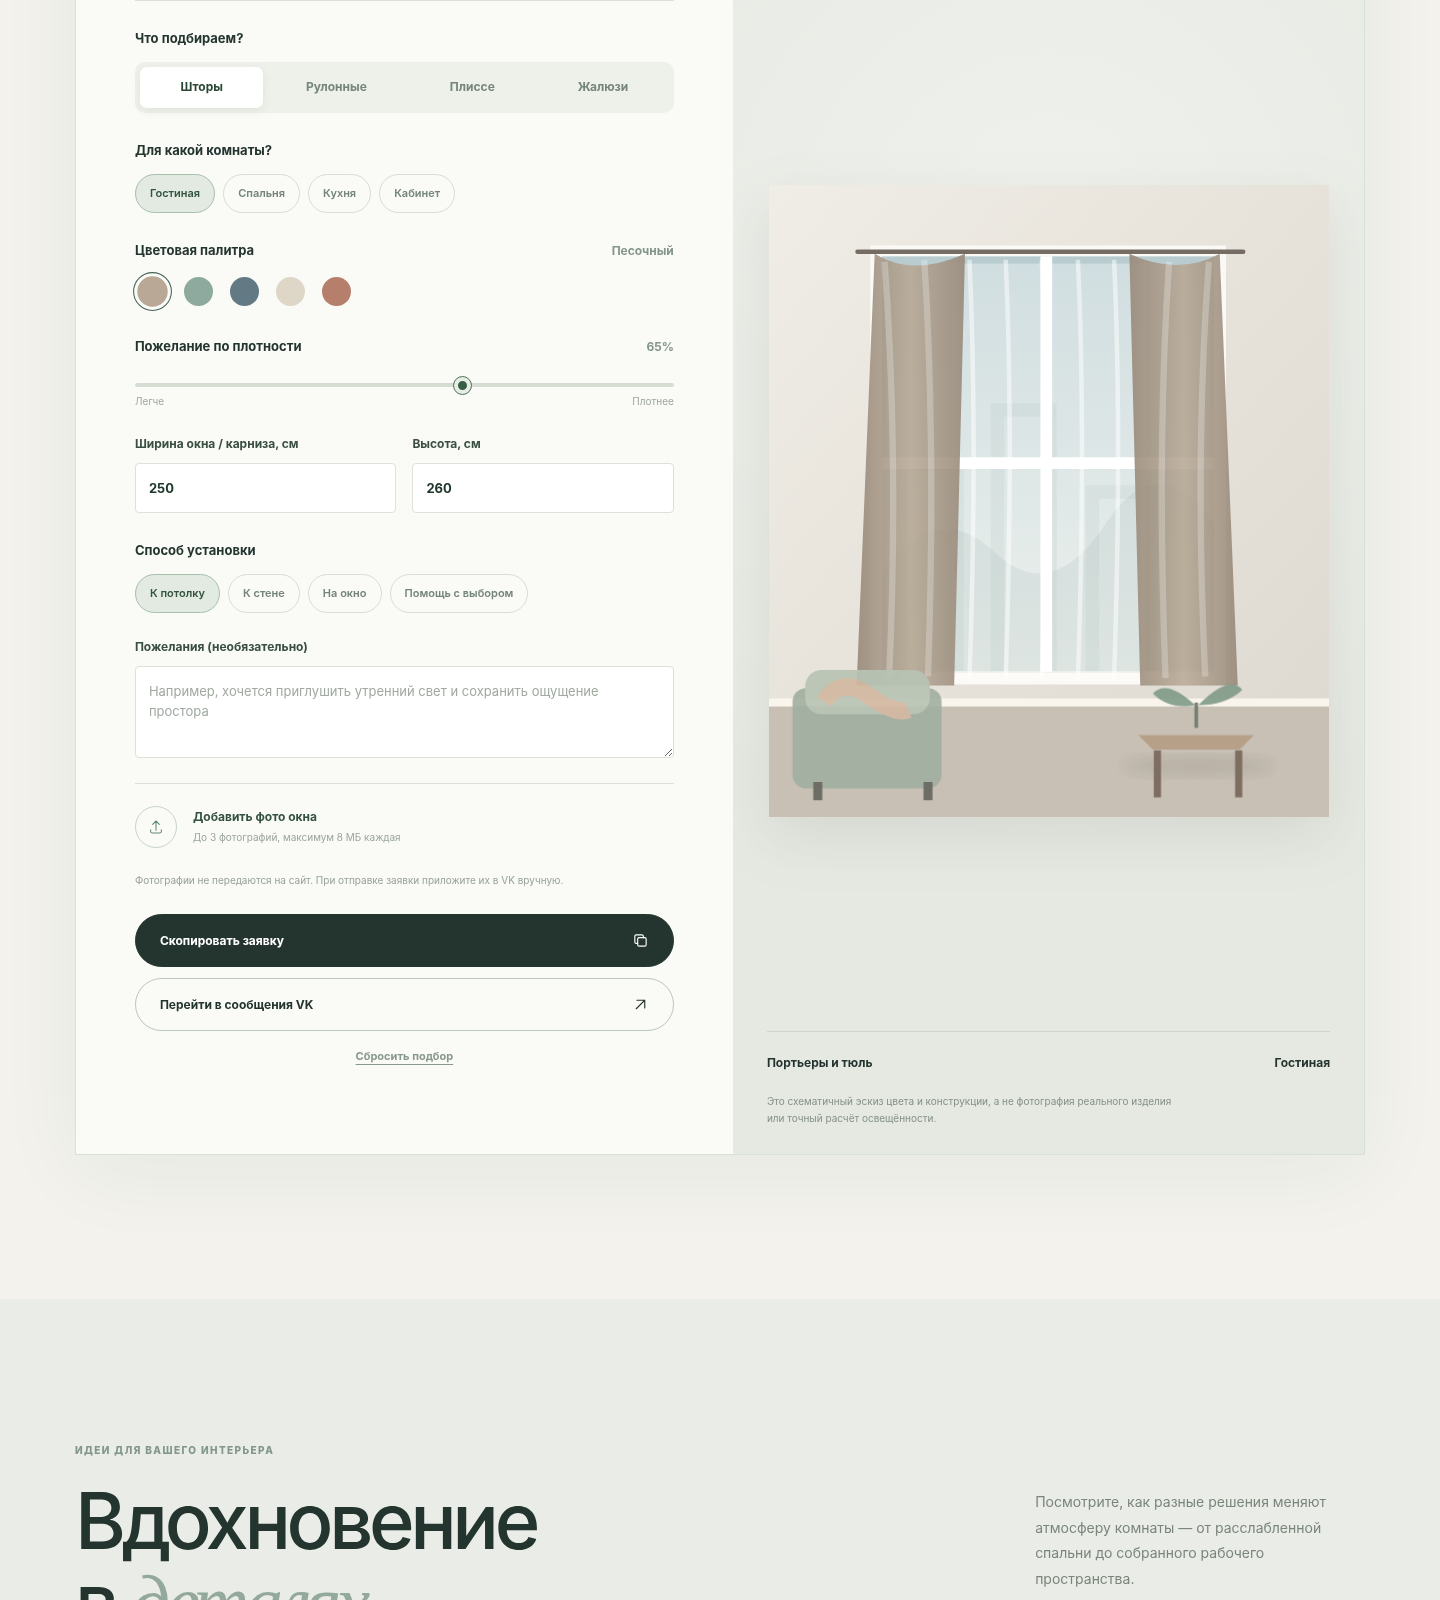 Что подбираем?
Шторы
Рулонные
Плиссе
Жалюзи
Для какой комнаты?
Гостиная
Спальня
Кухня
Кабинет
Цветовая палитра
Песочный
Пожелание по плотности
65%
Легче
Плотнее
Ширина окна / карниза, см
Высота, см
250
260
Способ установки
К потолку
К стене
На окно
Помощь с выбором
Пожелания (необязательно)
Например, хочется приглушить утренний свет и сохранить ощущение
простора
Добавить фото окна
До 3 фотографий, максимум 8 МБ каждая
Фотографии не передаются на сайт. При отправке заявки приложите их в VK вручную.
Скопировать заявку
Перейти в сообщения VK
Сбросить подбор
Портьеры и тюль
Гостиная
Это схематичный эскиз цвета и конструкции, а не фотография реального изделия
или точный расчёт освещённости.
ИДЕИ ДЛЯ ВАШЕГО ИНТЕРЬЕРА
Вдохновение
в деталях
Посмотрите, как разные решения меняют
атмосферу комнаты — от расслабленной
спальни до собранного рабочего
пространства.